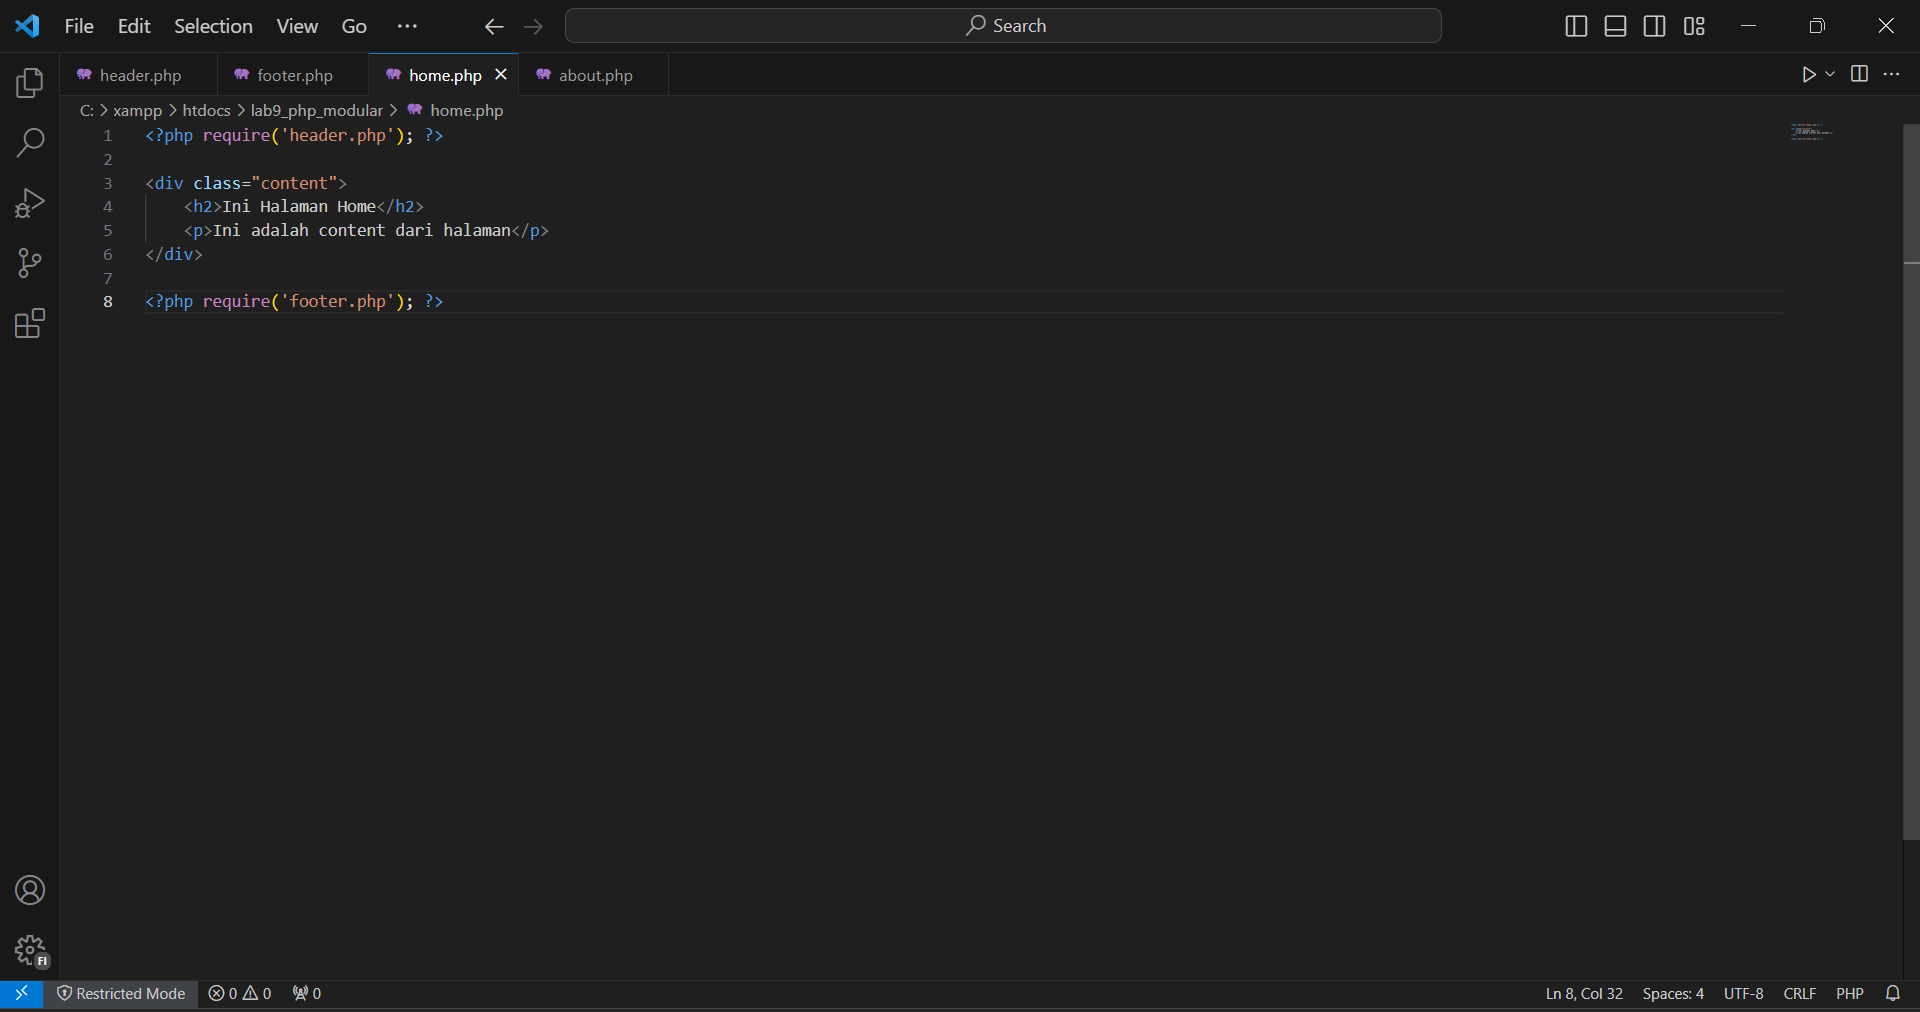 File Edit Selection View Go ··· Search
header.php footer.php home.php about.php
C: > xampp > htdocs > lab9_php_modular > home.php
1 <?php require('header.php'); ?>
2
3 <div class="content">
4 <h2>Ini Halaman Home</h2>
5 <p>Ini adalah content dari halaman</p>
6 </div>
7
8 <?php require('footer.php'); ?>
FI
Restricted Mode 0 0 0 Ln 8, Col 32 Spaces: 4 UTF-8 CRLF PHP